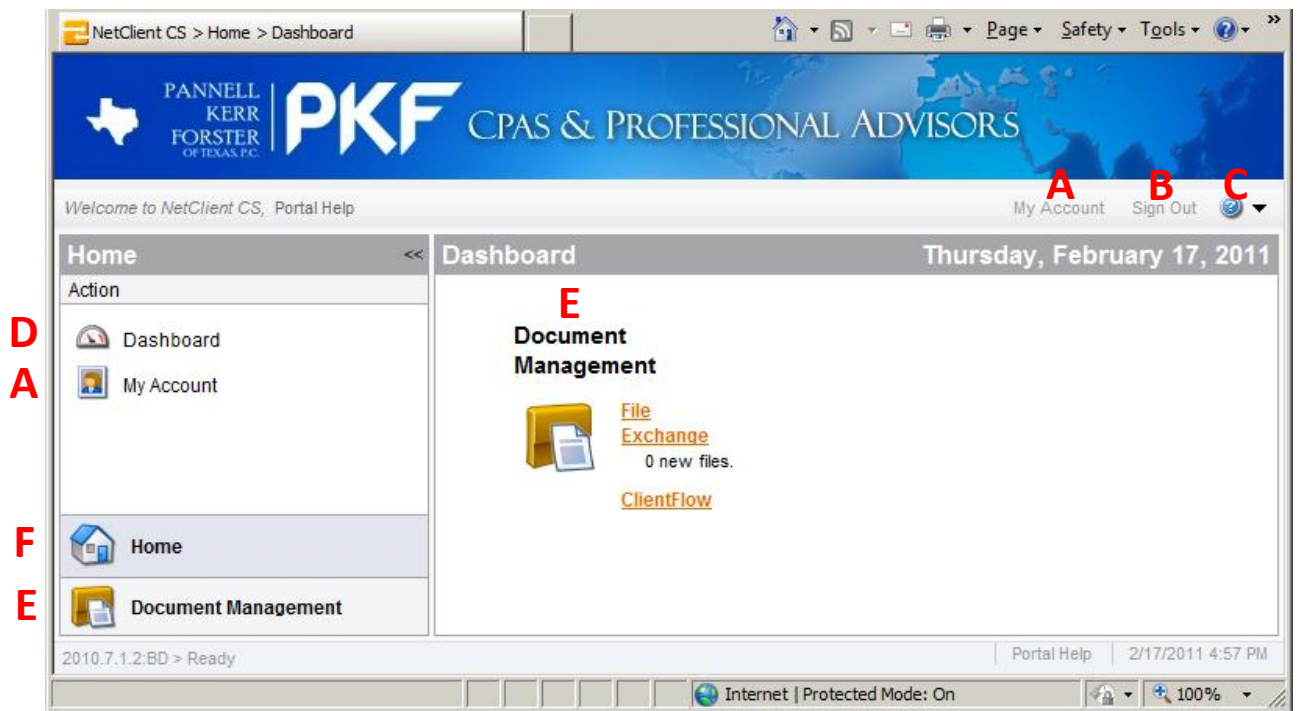 NetClient CS > Home > Dashboard
Page Safety Tools »
PANNELL
KERR
FORSTER
OF TEXAS, P.C.
PKF
CPAS & PROFESSIONAL ADVISORS
A B C
Welcome to NetClient CS, Portal Help
My Account Sign Out
Home << Dashboard Thursday, February 17, 2011
Action
E
D Dashboard
Document
Management
A My Account
File
Exchange
0 new files.
ClientFlow
F Home
E Document Management
2010.7.1.2:BD > Ready Portal Help 2/17/2011 4:57 PM
Internet | Protected Mode: On 100%